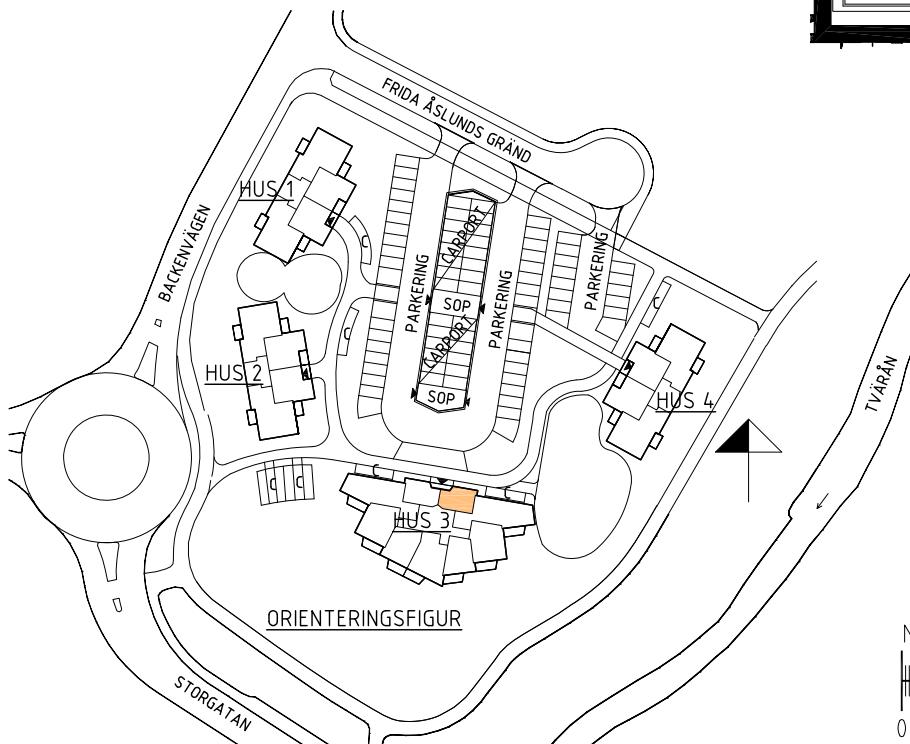 FRIDA ÅSLUNDS GRÄND
HUS 1
BACKENVÄGEN
CARPORT
PARKERING
PARKERING
PARKERING
SOP
CARPORT
HUS 2
SOP
HUS 4
TVÄRÅN
HUS 3
ORIENTERINGSFIGUR
STORGATAN
0